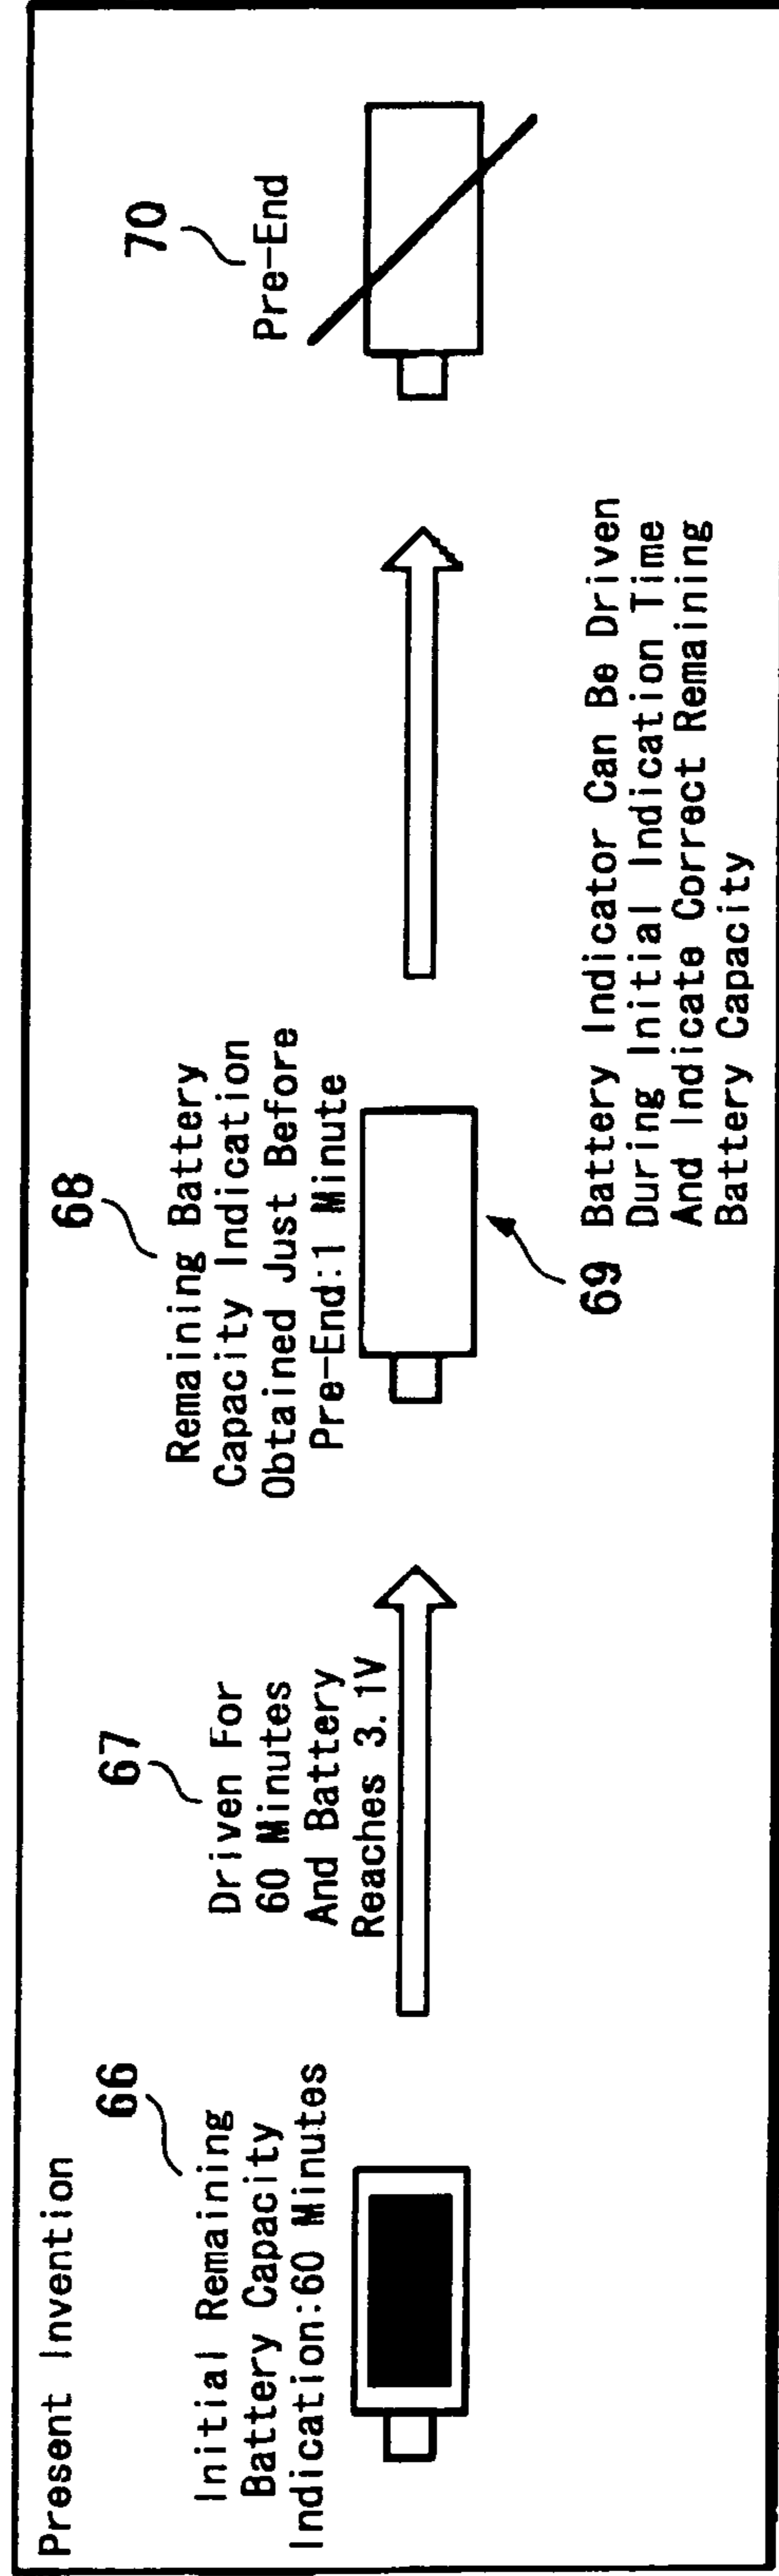 Present Invention
66
Initial Remaining
Battery Capacity
Indication:60 Minutes
67
Driven For
60 Minutes
And Battery
Reaches 3.1V
68
Remaining Battery
Capacity Indication
Obtained Just Before
Pre-End:1 Minute
69
Battery Indicator Can Be Driven
During Initial Indication Time
And Indicate Correct Remaining
Battery Capacity
70
Pre-End